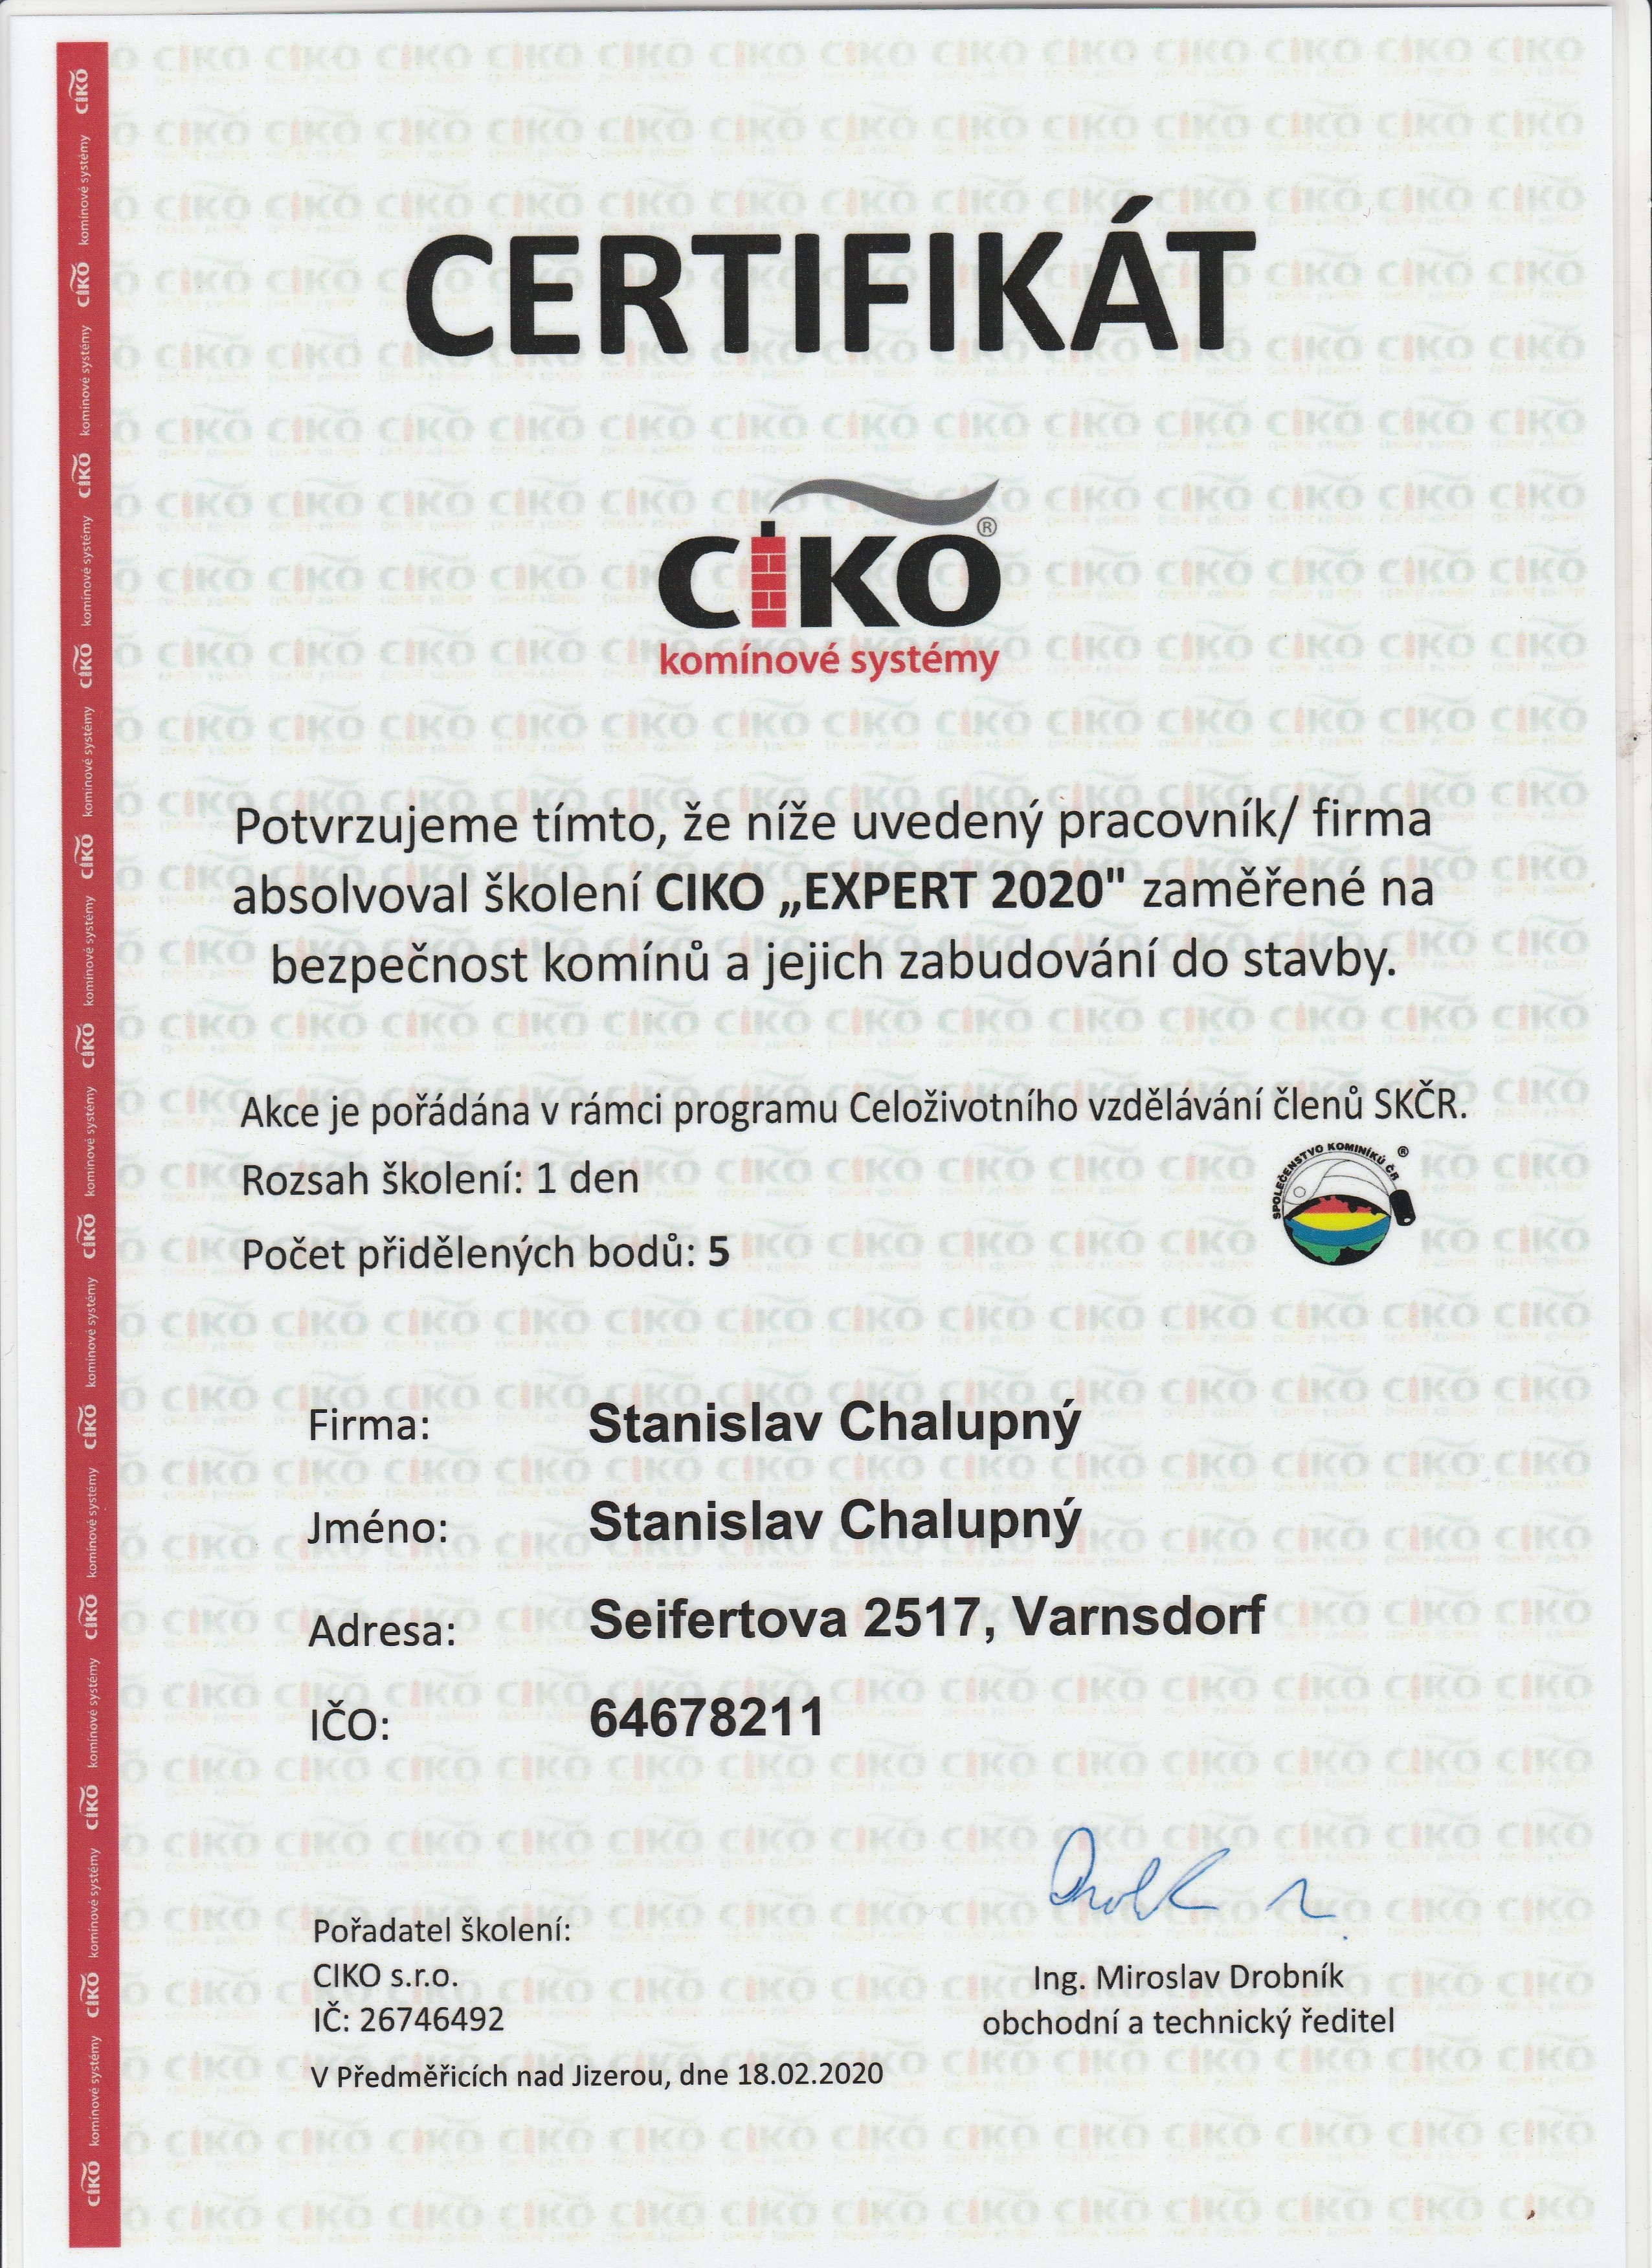 CERTIFIKÁT
CIKO®
komínové systémy
Potvrzujeme tímto, že níže uvedený pracovník/ firma
absolvoval školení CIKO „EXPERT 2020" zaměřené na
bezpečnost komínů a jejich zabudování do stavby.
Akce je pořádána v rámci programu Celoživotního vzdělávání členů SKČR.
Rozsah školení: 1 den
SPOLEČENSTVO KOMINÍKŮ ČR ®
Počet přidělených bodů: 5
Firma: Stanislav Chalupný
Jméno: Stanislav Chalupný
Adresa: Seifertova 2517, Varnsdorf
IČO: 64678211
Pořadatel školení:
CIKO s.r.o.
IČ: 26746492
V Předměřicích nad Jizerou, dne 18.02.2020
Ing. Miroslav Drobník
obchodní a technický ředitel